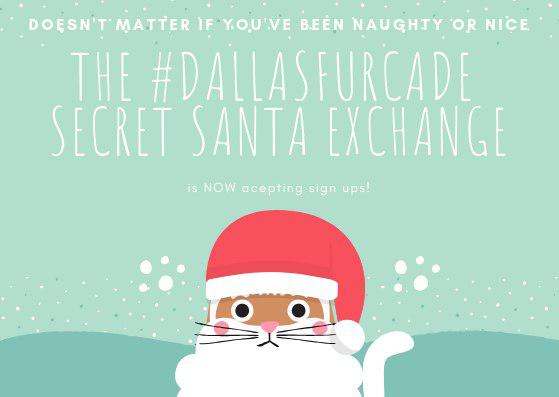 DOESN'T MATTER IF YOU'VE BEEN NAUGHTY OR NICE
THE #DALLASFURCADE
SECRET SANTA EXCHANGE
is NOW acepting sign ups!